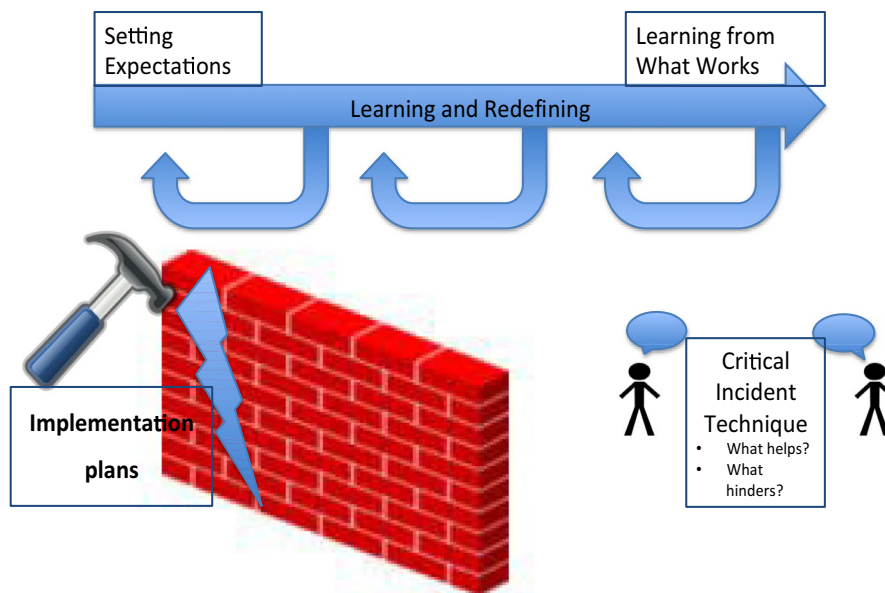 Setting
Expectations
Learning from
What Works
Learning and Redefining
Implementation
plans
Critical
Incident
Technique
• What helps?
• What
hinders?